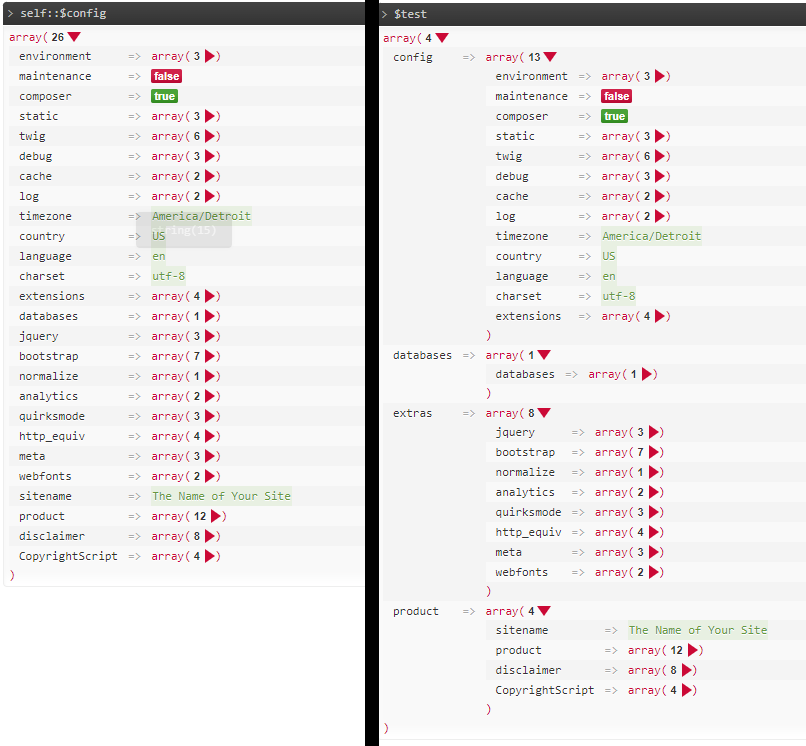 > self::$config
array( 26 ▼
environment => array( 3 ▶)
maintenance => false
composer => true
static => array( 3 ▶)
twig => array( 6 ▶)
debug => array( 3 ▶)
cache => array( 2 ▶)
log => array( 2 ▶)
timezone => America/Detroit
string(15)
country => US
language => en
charset => utf-8
extensions => array( 4 ▶)
databases => array( 1 ▶)
jquery => array( 3 ▶)
bootstrap => array( 7 ▶)
normalize => array( 1 ▶)
analytics => array( 2 ▶)
quirksmode => array( 3 ▶)
http_equiv => array( 4 ▶)
meta => array( 3 ▶)
webfonts => array( 2 ▶)
sitename => The Name of Your Site
product => array( 12 ▶)
disclaimer => array( 8 ▶)
CopyrightScript => array( 4 ▶)
)
> $test
array( 4 ▼
config => array( 13 ▼
environment => array( 3 ▶)
maintenance => false
composer => true
static => array( 3 ▶)
twig => array( 6 ▶)
debug => array( 3 ▶)
cache => array( 2 ▶)
log => array( 2 ▶)
timezone => America/Detroit
country => US
language => en
charset => utf-8
extensions => array( 4 ▶)
)
databases => array( 1 ▼
databases => array( 1 ▶)
)
extras => array( 8 ▼
jquery => array( 3 ▶)
bootstrap => array( 7 ▶)
normalize => array( 1 ▶)
analytics => array( 2 ▶)
quirksmode => array( 3 ▶)
http_equiv => array( 4 ▶)
meta => array( 3 ▶)
webfonts => array( 2 ▶)
)
product => array( 4 ▼
sitename => The Name of Your Site
product => array( 12 ▶)
disclaimer => array( 8 ▶)
CopyrightScript => array( 4 ▶)
)
)